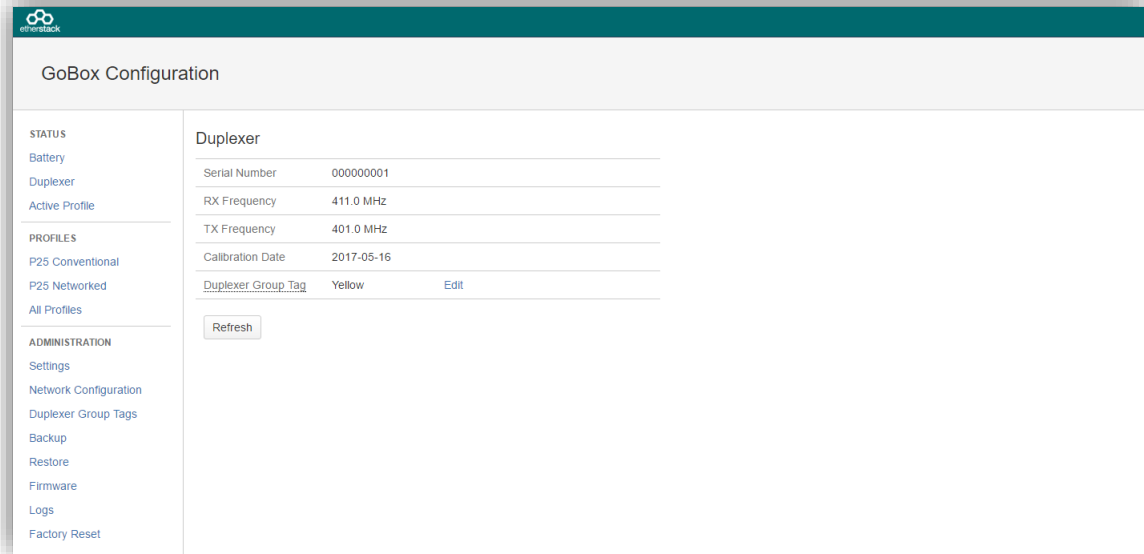 etherstack
GoBox Configuration
STATUS
Battery
Duplexer
Active Profile
PROFILES
P25 Conventional
P25 Networked
All Profiles
ADMINISTRATION
Settings
Network Configuration
Duplexer Group Tags
Backup
Restore
Firmware
Logs
Factory Reset
Duplexer
Serial Number 000000001
RX Frequency 411.0 MHz
TX Frequency 401.0 MHz
Calibration Date 2017-05-16
Duplexer Group Tag Yellow Edit
Refresh